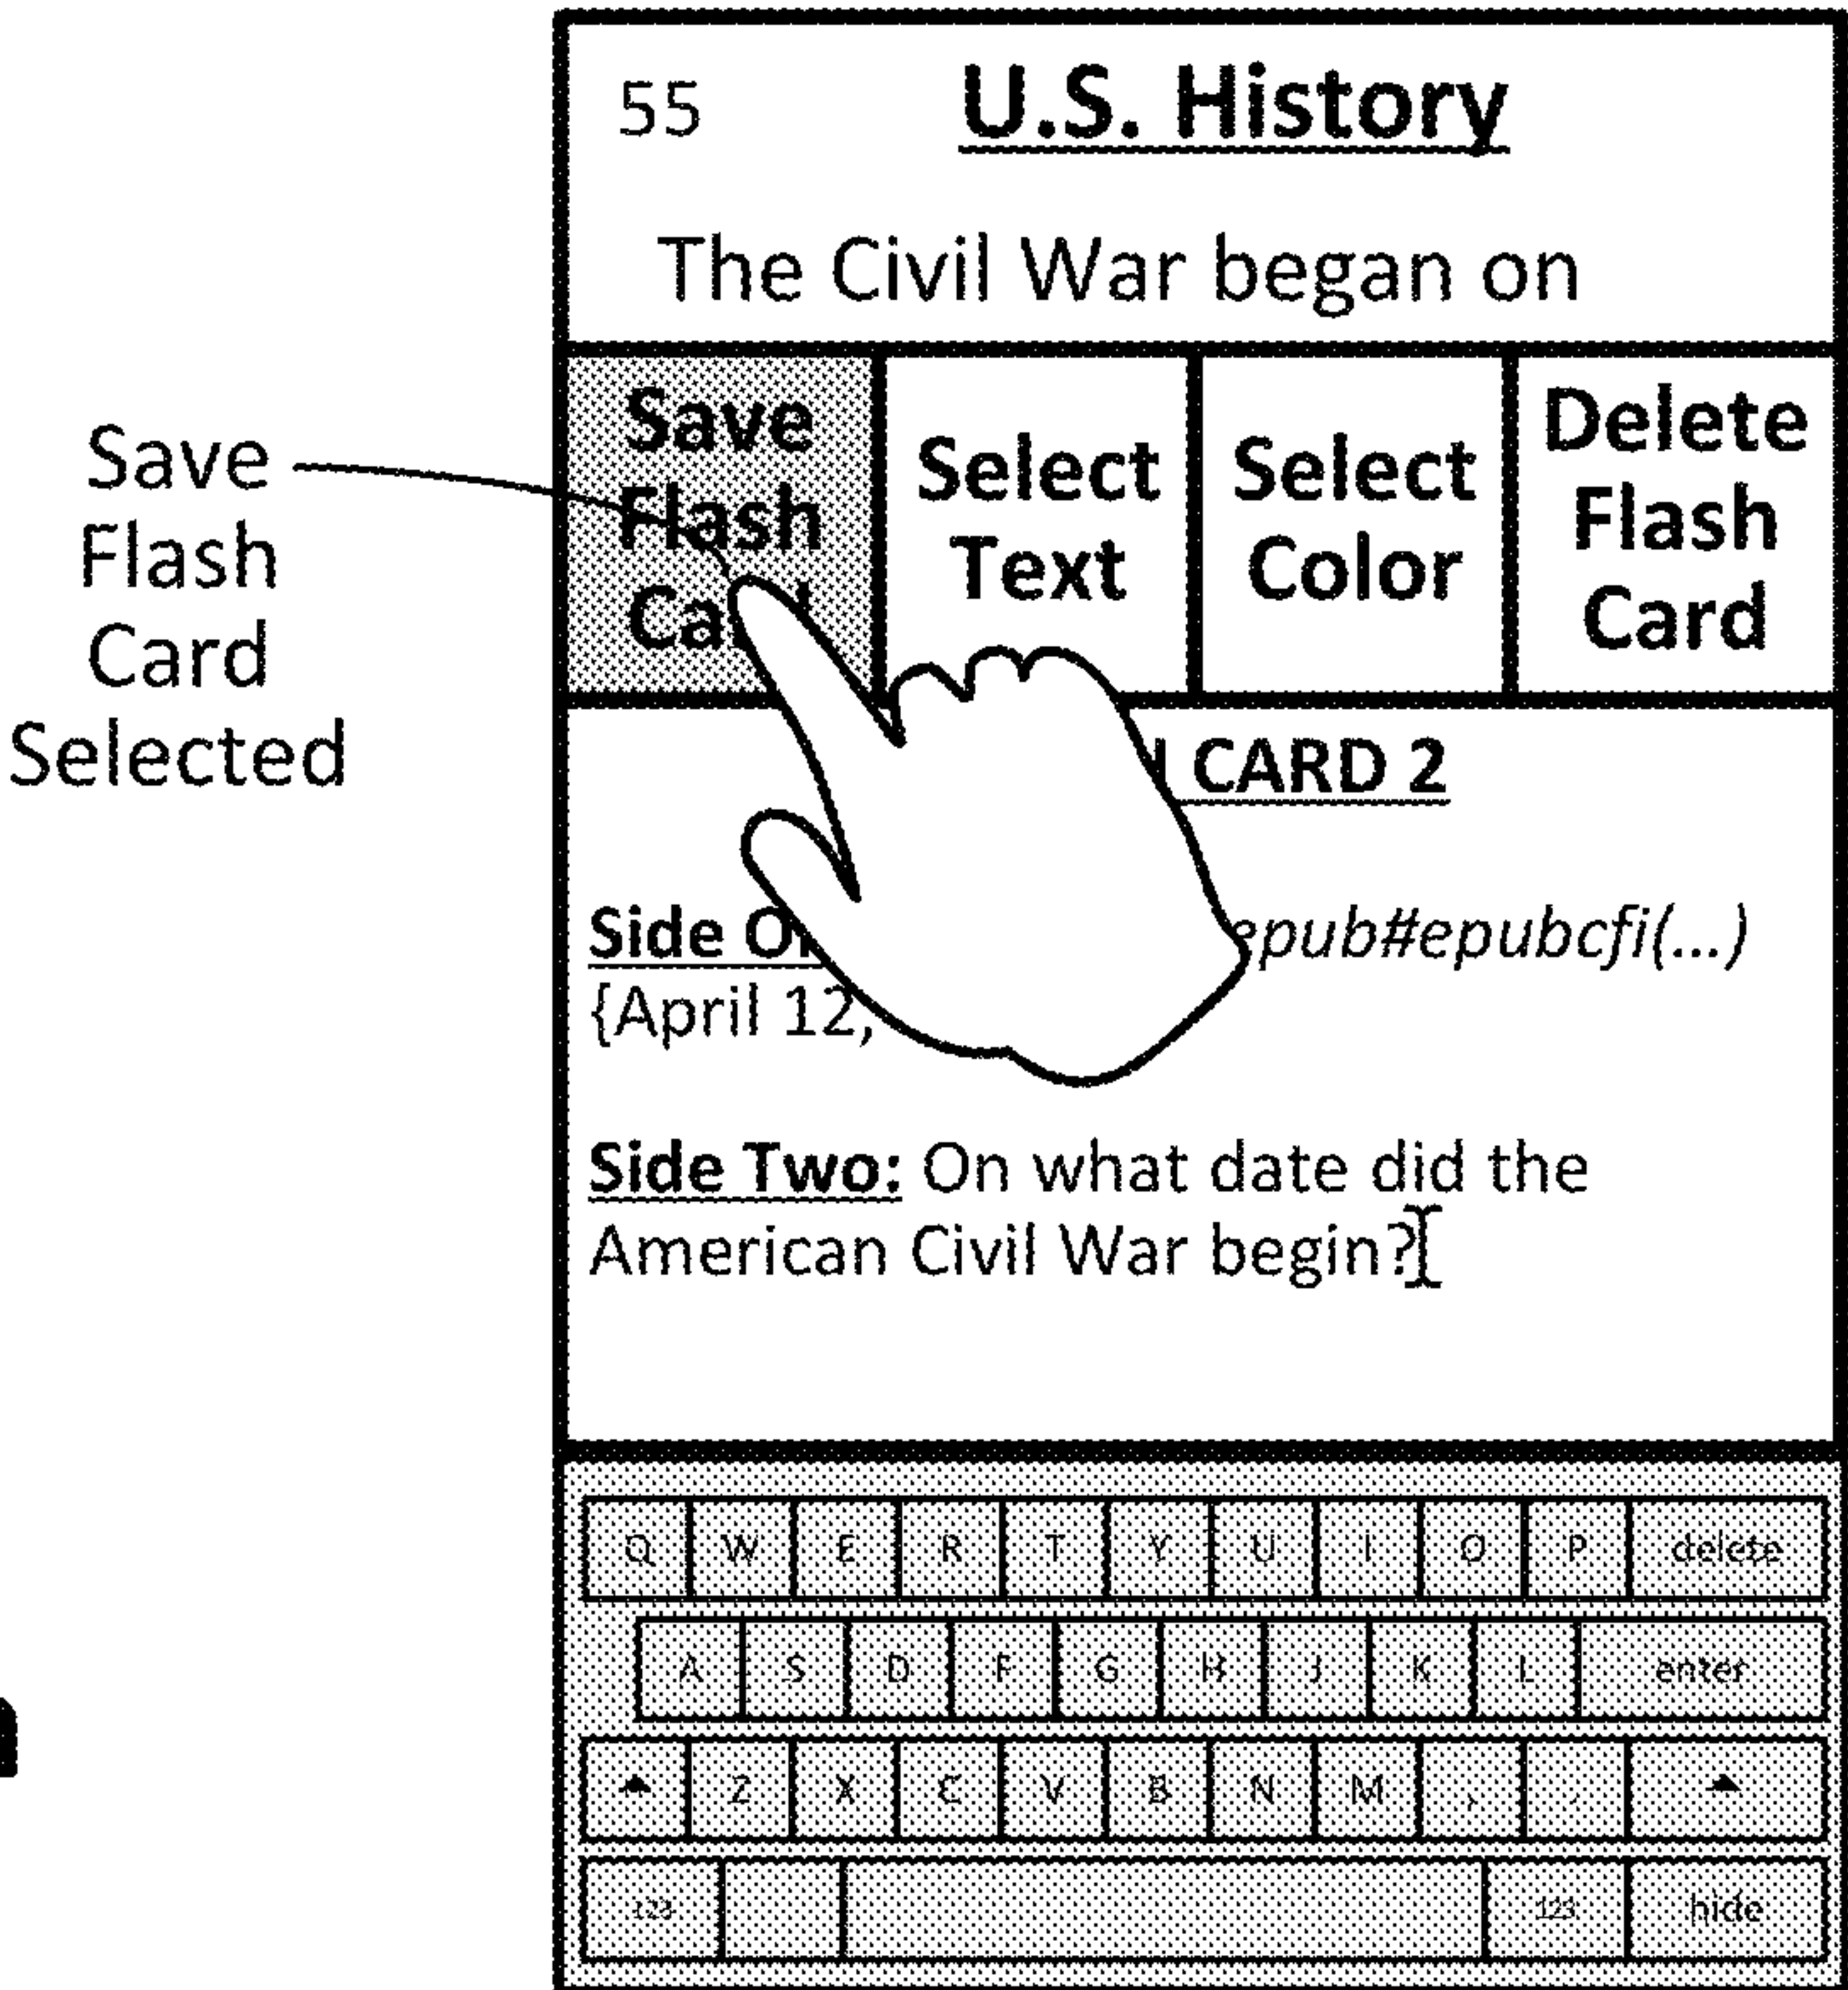 55 U.S. History
The Civil War began on
Save
Flash
Card
Selected
Save
Flash
Select
Text
Select
Color
Delete
Flash
Card
CARD 2
Side epub#epubcfi(...)
{April 12,
Side Two: On what date did the
American Civil War begin?
Q W E R T Y U I O P delete
A S D F G H J K L enter
Z X C V B N M , .
123 123 hide